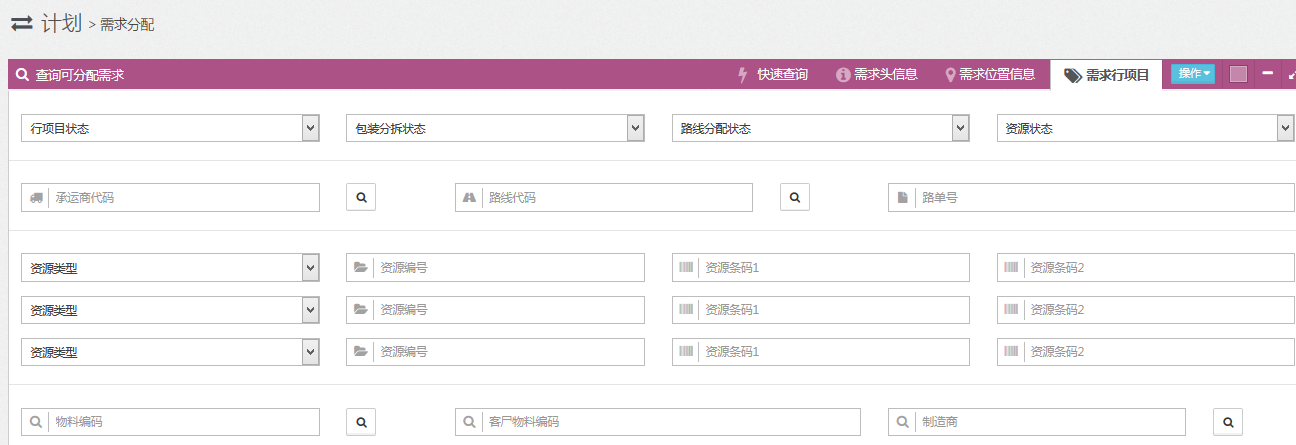 计划 > 需求分配
查询可分配需求 快速查询 需求头信息 需求位置信息 需求行项目 操作
行项目状态 包装分拆状态 路线分配状态 资源状态
承运商代码 路线代码 路单号
资源类型 资源编号 资源条码1 资源条码2
资源类型 资源编号 资源条码1 资源条码2
资源类型 资源编号 资源条码1 资源条码2
物料编码 客户物料编码 制造商